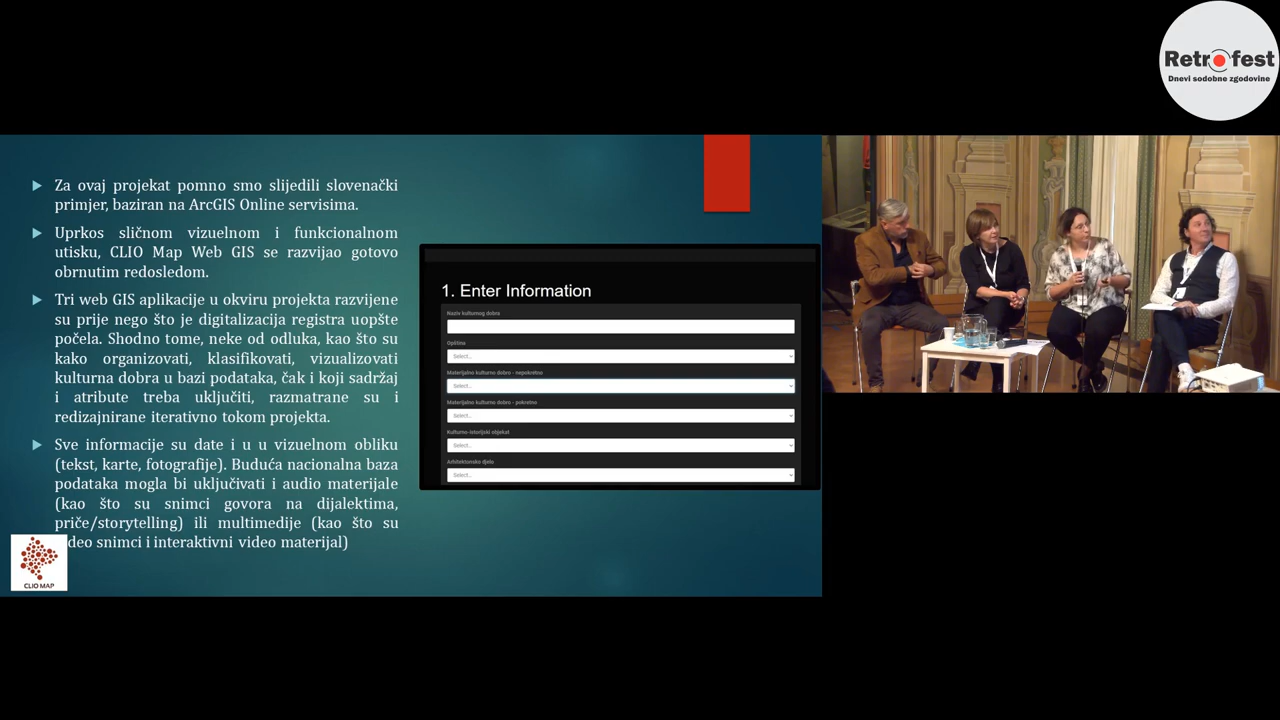 Retrofest
Dnevi sodobne zgodovine
Za ovaj projekat pomno smo slijedili slovenački
primjer, baziran na ArcGIS Online servisima.
Uprkos sličnom vizuelnom i funkcionalnom
utisku, CLIO Map Web GIS se razvijao gotovo
obrnutim redosledom.
Tri web GIS aplikacije u okviru projekta razvijene
su prije nego što je digitalizacija registra uopšte
počela. Shodno tome, neke od odluka, kao što su
kako organizovati, klasifikovati, vizualizovati
kulturna dobra u bazi podataka, čak i koji sadržaj
i atribute treba uključiti, razmatrane su i
redizajnirane iterativno tokom projekta.
Sve informacije su date i u u vizuelnom obliku
(tekst, karte, fotografije). Buduća nacionalna baza
podataka mogla bi uključivati i audio materijale
(kao što su snimci govora na dijalektima,
priče/storytelling) ili multimedije (kao što su
deo snimci i interaktivni video materijal)
CLIO MAP
1. Enter Information
Naziv kulturnog dobra
Opština
Select...
Materijalno kulturno dobro - nepokretno
Select...
Materijalno kulturno dobro - pokretno
Select...
Kulturno-istorijski objekat
Select...
Arhitektonsko djelo
Select...